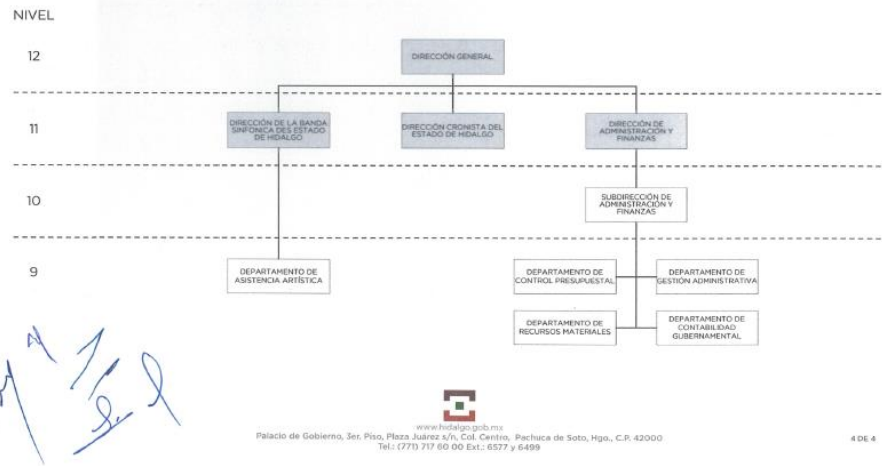 NIVEL
12
DIRECCIÓN GENERAL
11
DIRECCIÓN DE LA BANDA
SINFONICA DES ESTADO
DE HIDALGO
DIRECCIÓN CRONISTA DEL
ESTADO DE HIDALGO
DIRECCIÓN DE
ADMINISTRACIÓN Y
FINANZAS
10
SUBDIRECCIÓN DE
ADMINISTRACIÓN Y
FINANZAS
9
DEPARTAMENTO DE
ASISTENCIA ARTÍSTICA
DEPARTAMENTO DE
CONTROL PRESUPUESTAL
DEPARTAMENTO DE
GESTIÓN ADMINISTRATIVA
DEPARTAMENTO DE
RECURSOS MATERIALES
DEPARTAMENTO DE
CONTABILIDAD
GUBERNAMENTAL
www.hidalgo.gob.mx
Palacio de Gobierno, 3er. Piso, Plaza Juárez s/n, Col. Centro, Pachuca de Soto, Hgo., C.P. 42000
Tel.: (771) 717 60 00 Ext.: 6577 y 6499
4 DE 4